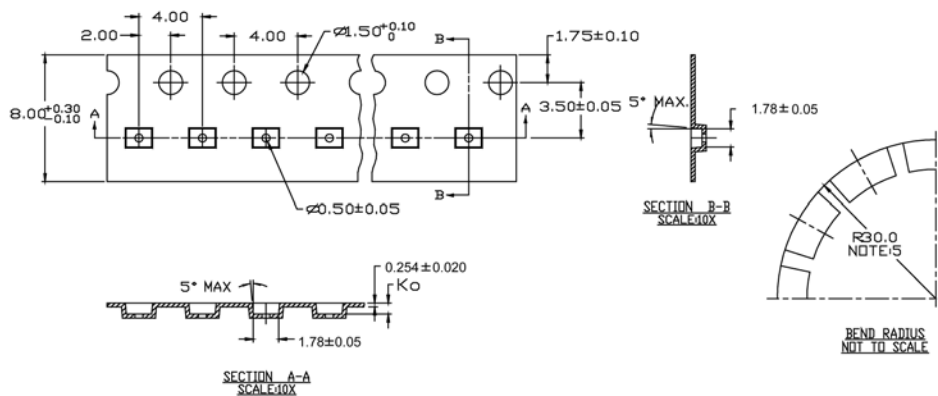 4.00
2.00
4.00
Ø1.50 +0.10 0
B
1.75±0.10
8.00 +0.30 -0.10
A
3.50±0.05
A
5° MAX.
1.78±0.05
B
Ø0.50±0.05
SECTION B-B
SCALE:10X
R30.0
NOTE:5
0.254±0.020
5° MAX
Ko
1.78±0.05
BEND RADIUS
NOT TO SCALE
SECTION A-A
SCALE:10X